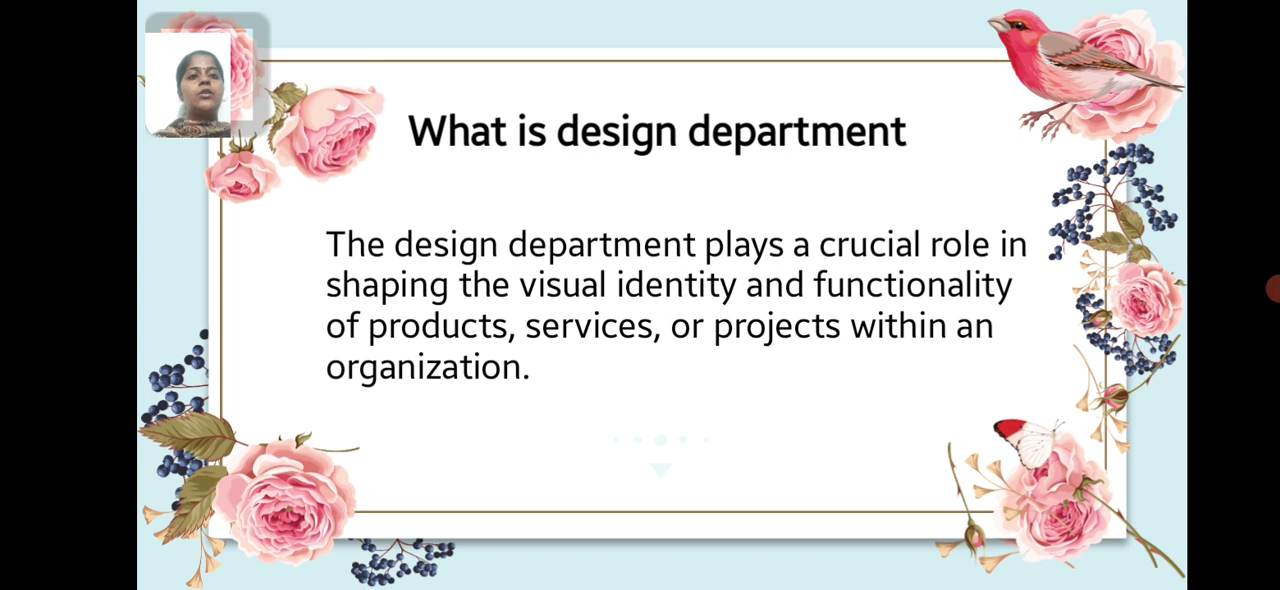 What is design department
The design department plays a crucial role in
shaping the visual identity and functionality
of products, services, or projects within an
organization.